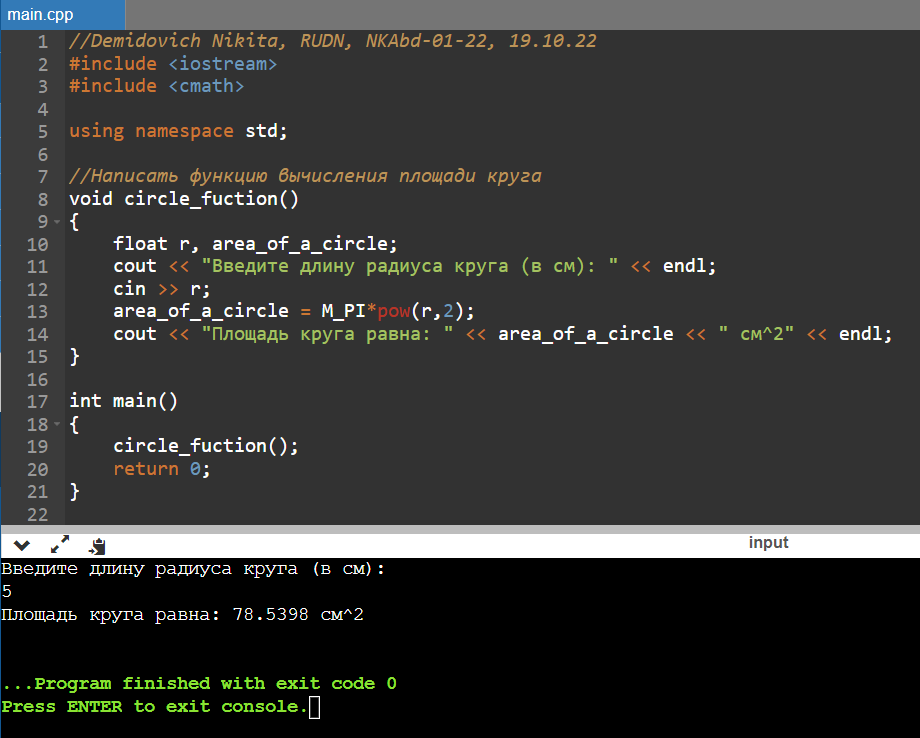 main.cpp
1 //Demidovich Nikita, RUDN, NKAbd-01-22, 19.10.22
2 #include <iostream>
3 #include <cmath>
4
5 using namespace std;
6
7 //Написать функцию вычисления площади круга
8 void circle_fuction()
9 {
10     float r, area_of_a_circle;
11     cout << "Введите длину радиуса круга (в см): " << endl;
12     cin >> r;
13     area_of_a_circle = M_PI*pow(r,2);
14     cout << "Площадь круга равна: " << area_of_a_circle << " см^2" << endl;
15 }
16
17 int main()
18 {
19     circle_fuction();
20     return 0;
21 }
22
input
Введите длину радиуса круга (в см):
5
Площадь круга равна: 78.5398 см^2
...Program finished with exit code 0
Press ENTER to exit console.